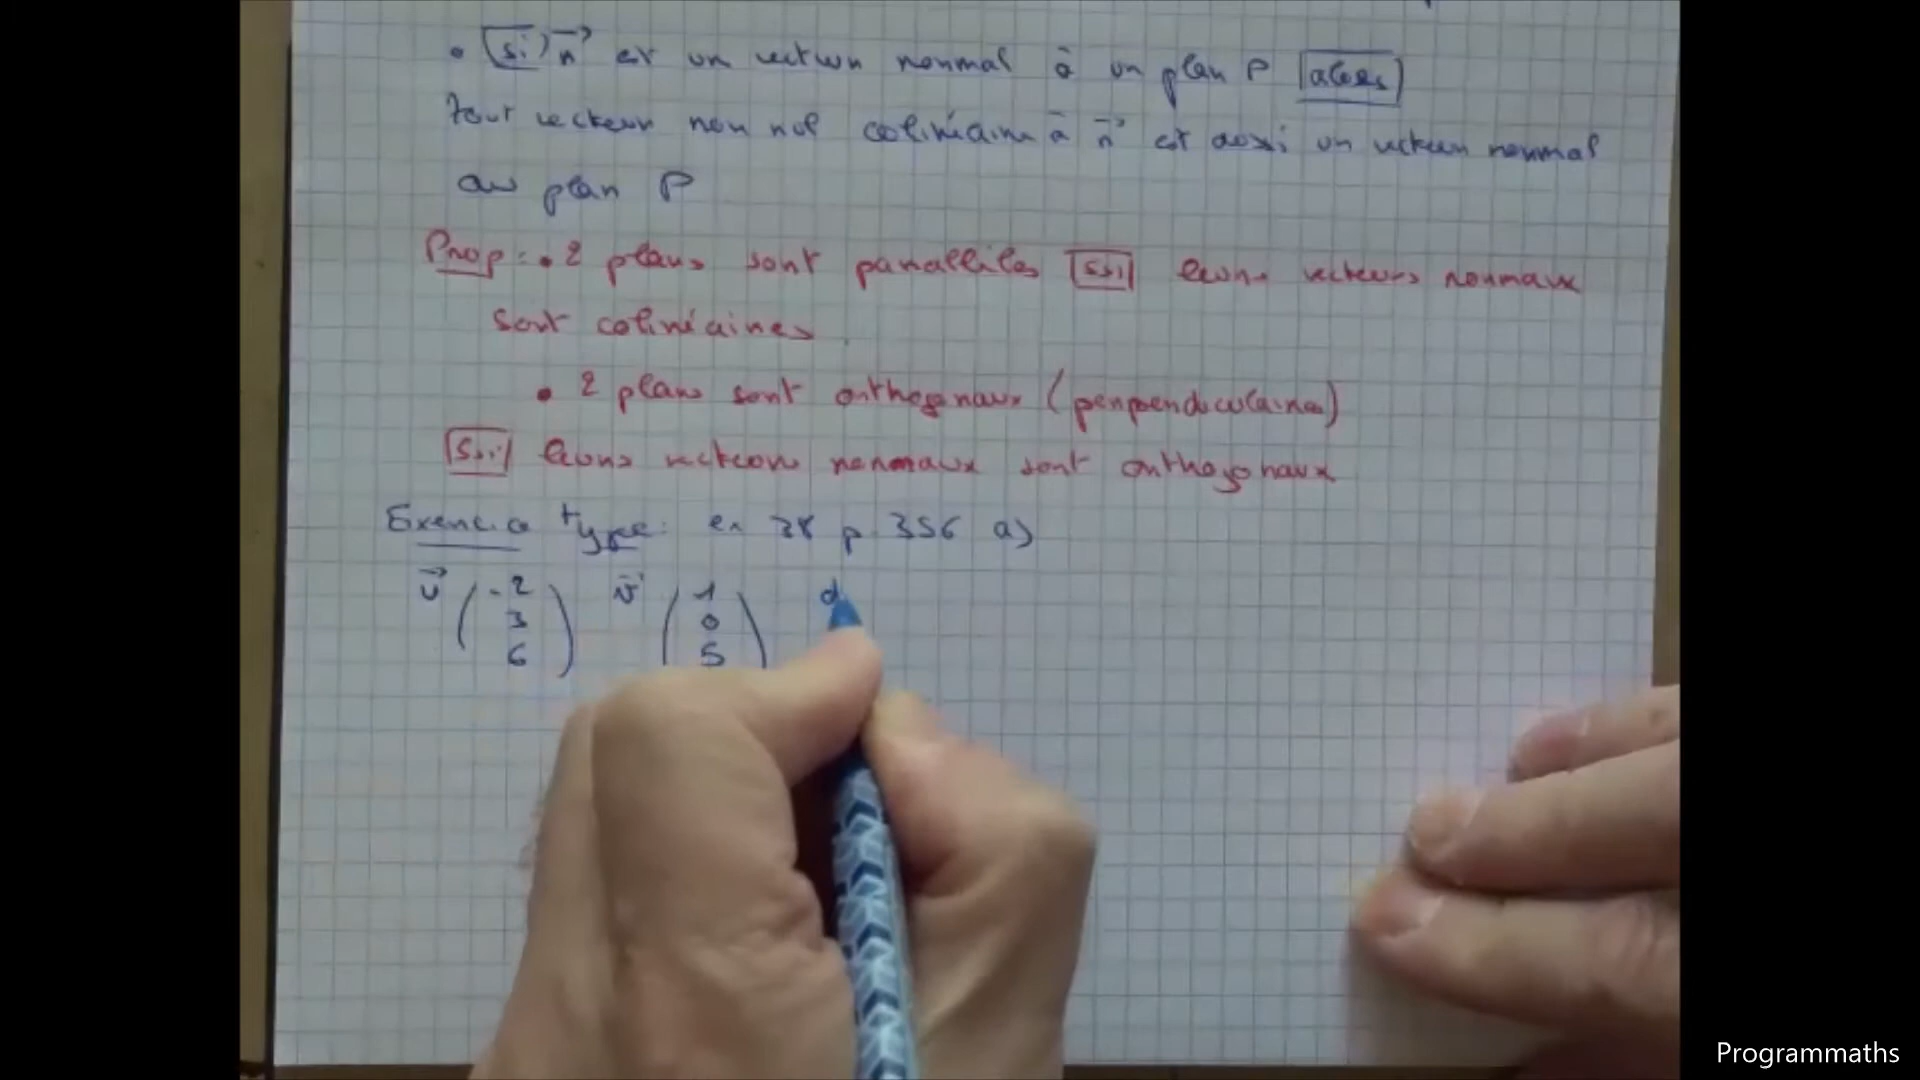 • si n⃗ est un vecteur normal à un plan P alors
tout vecteur non nul colinéaire à n⃗ est aussi un vecteur normal
au plan P
Prop : • 2 plans sont parallèles ssi leurs vecteurs normaux
sont colinéaires
• 2 plans sont orthogonaux (perpendiculaires)
ssi leurs vecteurs normaux sont orthogonaux
Exercice type : ex 38 p 356 a)
u⃗ (-2 v⃗ (1 d
3 0
6) 5)
Programmaths